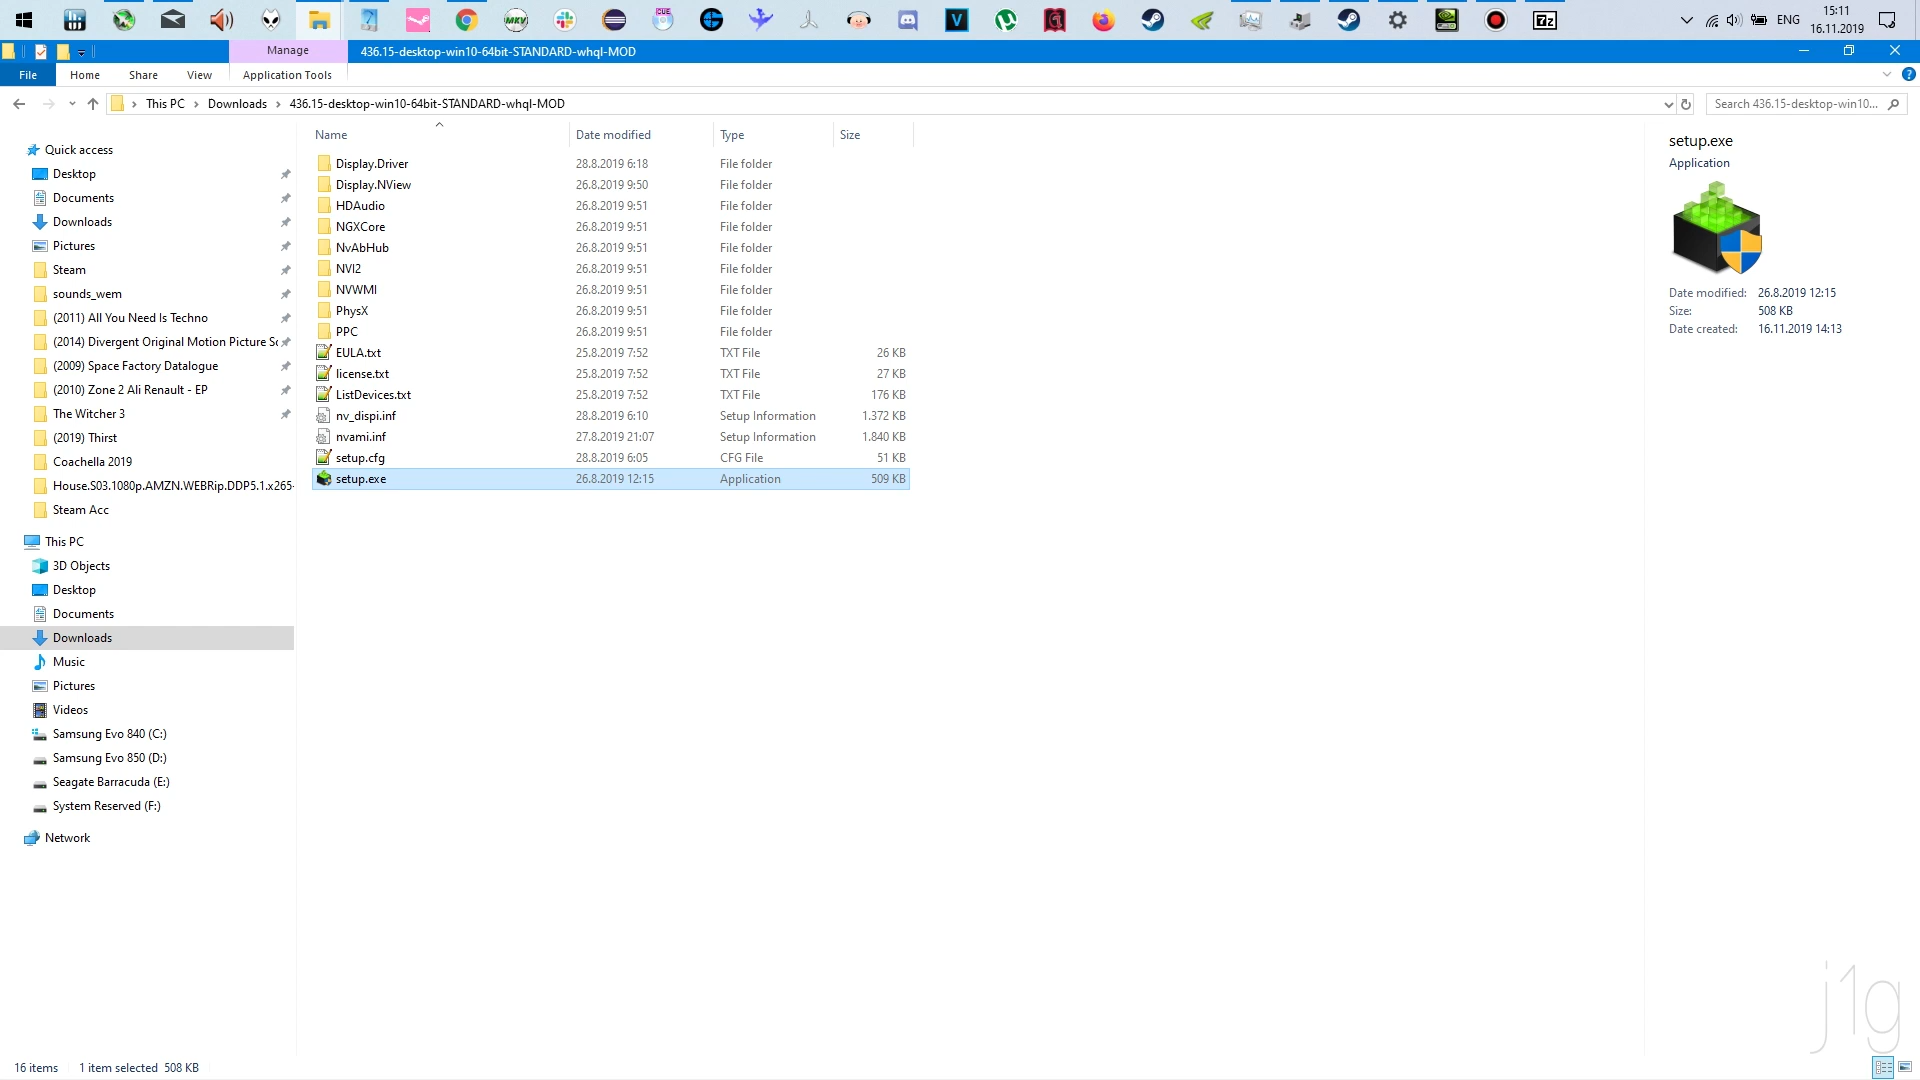 CUE
MKV
V
7z
ENG
15:11
16.11.2019
Manage
436.15-desktop-win10-64bit-STANDARD-whql-MOD
File
Home
Share
View
Application Tools
This PC
Downloads
436.15-desktop-win10-64bit-STANDARD-whql-MOD
Search 436.15-desktop-win10...
Name
Date modified
Type
Size
Quick access
Desktop
Documents
Downloads
Pictures
Steam
sounds_wem
(2011) All You Need Is Techno
(2014) Divergent Original Motion Picture Sc
(2009) Space Factory Datalogue
(2010) Zone 2 Ali Renault - EP
The Witcher 3
(2019) Thirst
Coachella 2019
House.S03.1080p.AMZN.WEBRip.DDP5.1.x265-
Steam Acc
This PC
3D Objects
Desktop
Documents
Downloads
Music
Pictures
Videos
Samsung Evo 840 (C:)
Samsung Evo 850 (D:)
Seagate Barracuda (E:)
System Reserved (F:)
Network
Display.Driver 28.8.2019 6:18 File folder
Display.NView 26.8.2019 9:50 File folder
HDAudio 26.8.2019 9:51 File folder
NGXCore 26.8.2019 9:51 File folder
NvAbHub 26.8.2019 9:51 File folder
NVI2 26.8.2019 9:51 File folder
NVWMI 26.8.2019 9:51 File folder
PhysX 26.8.2019 9:51 File folder
PPC 26.8.2019 9:51 File folder
EULA.txt 25.8.2019 7:52 TXT File 26 KB
license.txt 25.8.2019 7:52 TXT File 27 KB
ListDevices.txt 25.8.2019 7:52 TXT File 176 KB
nv_dispi.inf 28.8.2019 6:10 Setup Information 1.372 KB
nvami.inf 27.8.2019 21:07 Setup Information 1.840 KB
setup.cfg 28.8.2019 6:05 CFG File 51 KB
setup.exe 26.8.2019 12:15 Application 509 KB
setup.exe
Application
Date modified: 26.8.2019 12:15
Size: 508 KB
Date created: 16.11.2019 14:13
j1g
16 items 1 item selected 508 KB